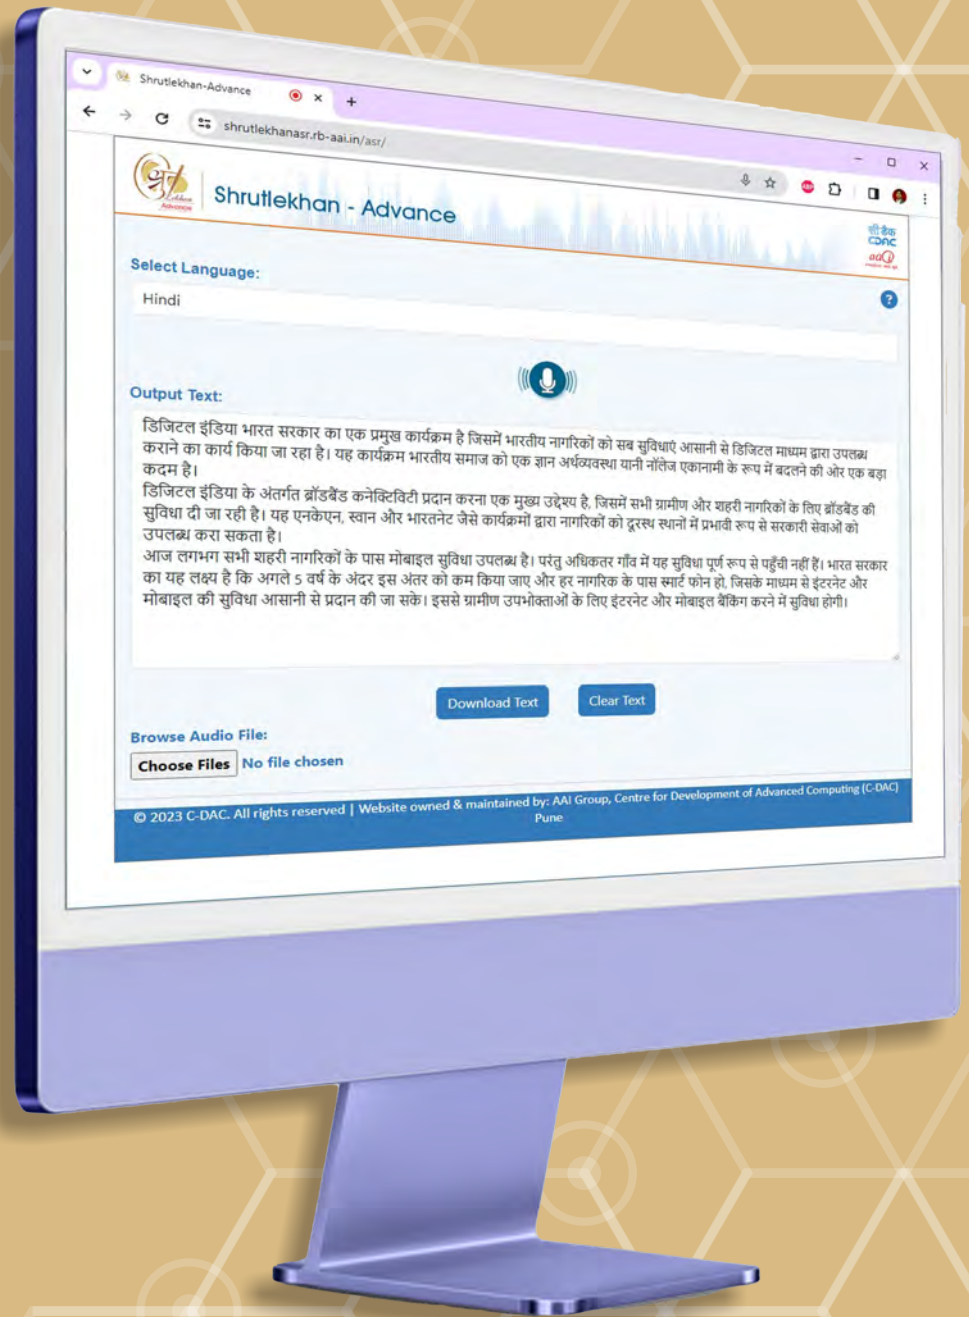 Shrutlekhan-Advance
shrutlekhanasr.rb-aai.in/asr/
ABP
श्रुत
Lekhan
Advance
Shrutlekhan - Advance
सी डैक
CDAC
aai
Select Language:
?
Hindi
Output Text:
डिजिटल इंडिया भारत सरकार का एक प्रमुख कार्यक्रम है जिसमें भारतीय नागरिकों को सब सुविधाएं आसानी से डिजिटल माध्यम द्वारा उपलब्ध
कराने का कार्य किया जा रहा है। यह कार्यक्रम भारतीय समाज को एक ज्ञान अर्थव्यवस्था यानी नॉलेज एकानामी के रूप में बदलने की ओर एक बड़ा
कदम है।
डिजिटल इंडिया के अंतर्गत ब्रॉडबैंड कनेक्टिविटी प्रदान करना एक मुख्य उद्देश्य है, जिसमें सभी ग्रामीण और शहरी नागरिकों के लिए ब्रॉडबैंड की
सुविधा दी जा रही है। यह एनकेएन, स्वान और भारतनेट जैसे कार्यक्रमों द्वारा नागरिकों को दूरस्थ स्थानों में प्रभावी रूप से सरकारी सेवाओं को
उपलब्ध करा सकता है।
आज लगभग सभी शहरी नागरिकों के पास मोबाइल सुविधा उपलब्ध है। परंतु अधिकतर गाँव में यह सुविधा पूर्ण रूप से पहुँची नहीं हैं। भारत सरकार
का यह लक्ष्य है कि अगले 5 वर्ष के अंदर इस अंतर को कम किया जाए और हर नागरिक के पास स्मार्ट फोन हो, जिसके माध्यम से इंटरनेट और
मोबाइल की सुविधा आसानी से प्रदान की जा सके। इससे ग्रामीण उपभोक्ताओं के लिए इंटरनेट और मोबाइल बैंकिंग करने में सुविधा होगी।
Download Text
Clear Text
Browse Audio File:
Choose Files No file chosen
© 2023 C-DAC. All rights reserved | Website owned & maintained by: AAI Group, Centre for Development of Advanced Computing (C-DAC)
Pune